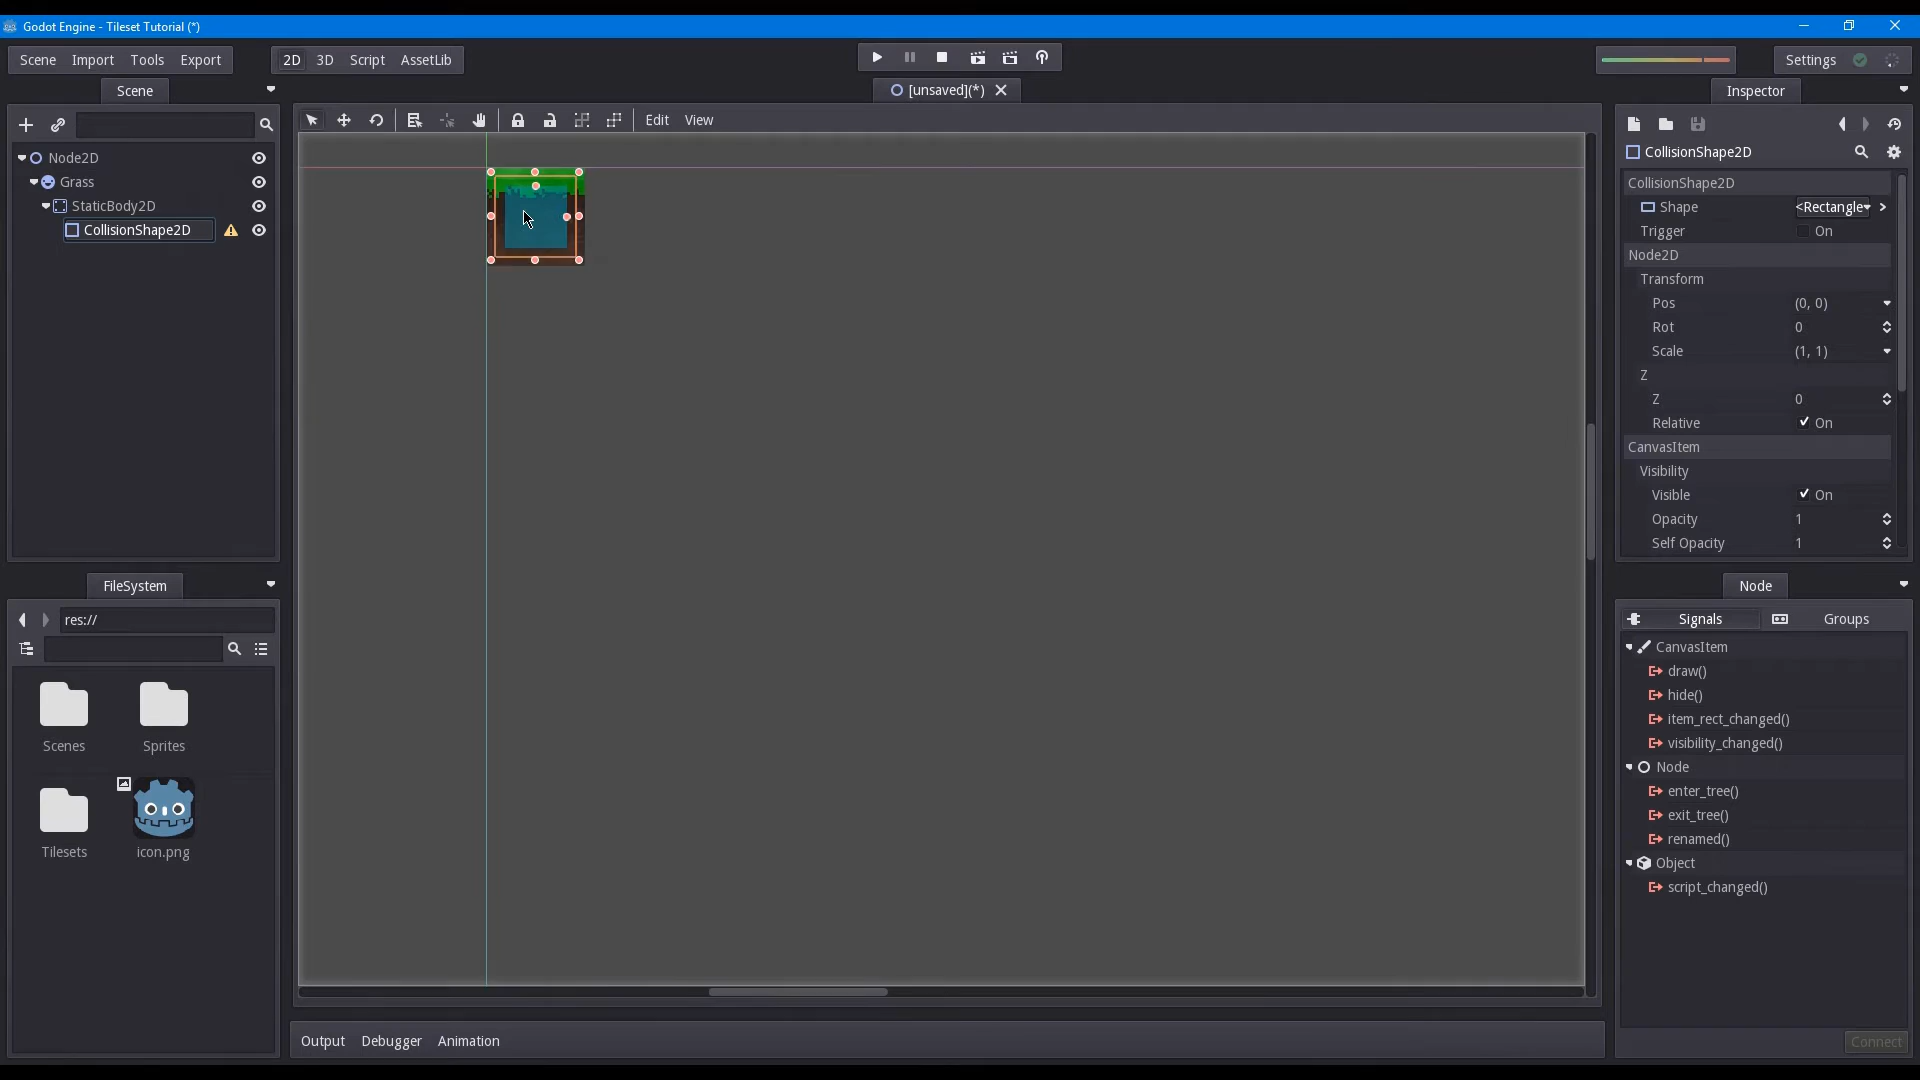 Godot Engine - Tileset Tutorial (*)
Scene Import Tools Export 2D 3D Script AssetLib Settings
Scene [unsaved](*) Inspector
Edit View
Node2D
Grass
StaticBody2D
CollisionShape2D
CollisionShape2D
CollisionShape2D
Shape <Rectangle
Trigger On
Node2D
Transform
Pos (0, 0)
Rot 0
Scale (1, 1)
Z
Z 0
Relative On
CanvasItem
Visibility
Visible On
Opacity 1
Self Opacity 1
FileSystem
res://
Scenes Sprites
Tilesets icon.png
Node
Signals Groups
CanvasItem
draw()
hide()
item_rect_changed()
visibility_changed()
Node
enter_tree()
exit_tree()
renamed()
Object
script_changed()
Connect
Output Debugger Animation